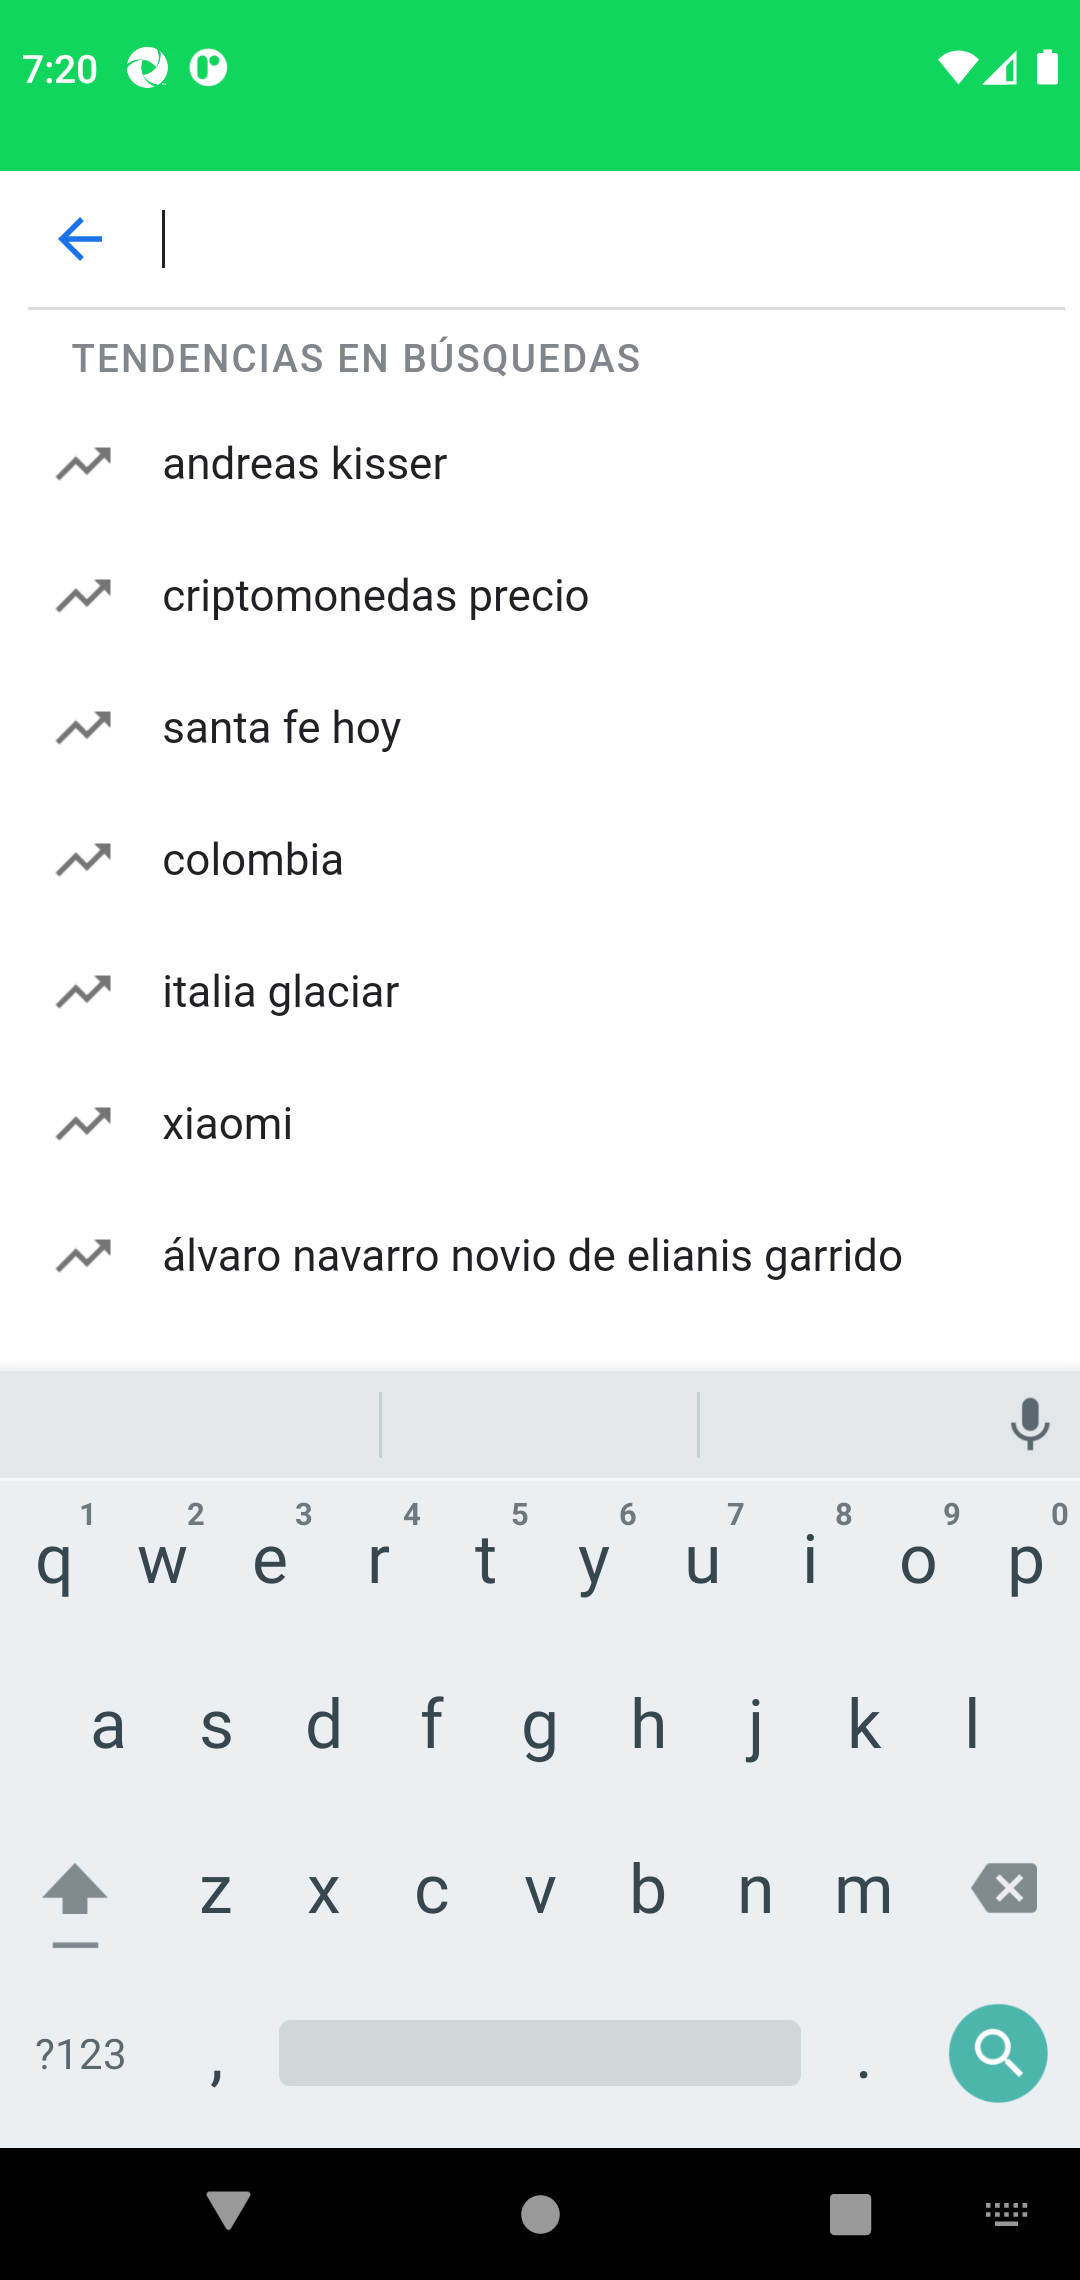 7:20
TENDENCIAS EN BÚSQUEDAS
andreas kisser
criptomonedas precio
santa fe hoy
colombia
italia glaciar
xiaomi
álvaro navarro novio de elianis garrido
1 2 3 4 5 6 7 8 9 0
q w e r t y u i o p
a s d f g h j k l
z x c v b n m
?123 , .